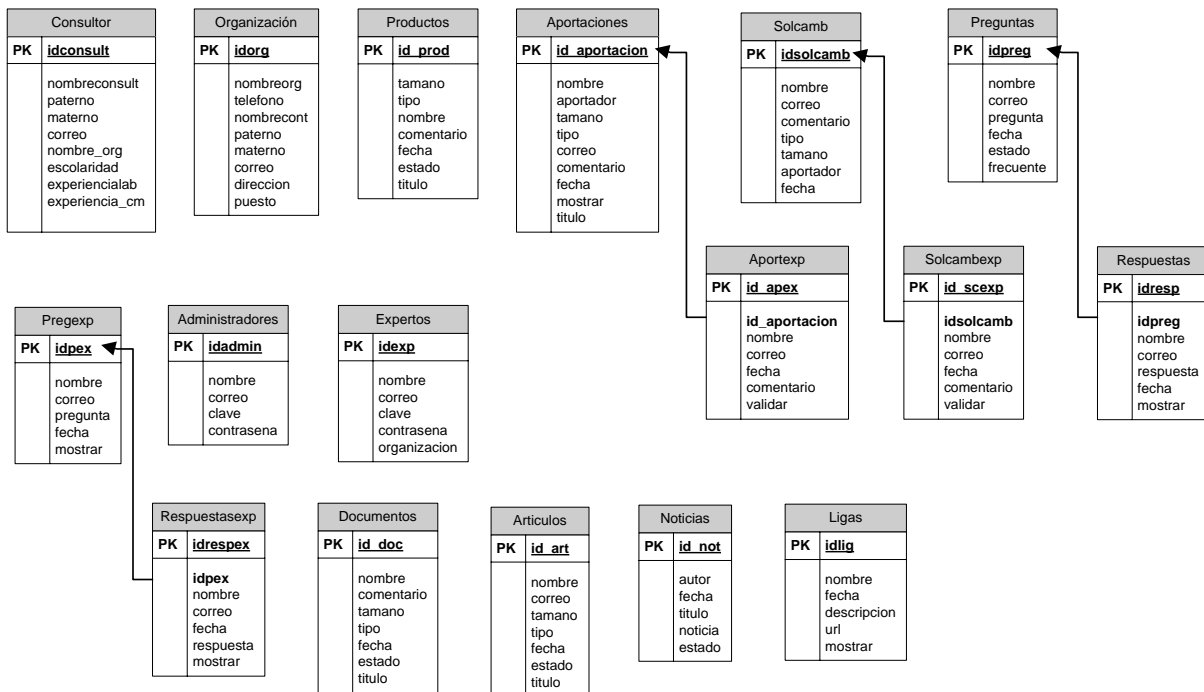 Consultor
PK idconsult
nombreconsult
paterno
materno
correo
nombre_org
escolaridad
experiencialab
experiencia_cm
Organización
PK idorg
nombreorg
telefono
nombrecont
paterno
materno
correo
direccion
puesto
Productos
PK id_prod
tamano
tipo
nombre
comentario
fecha
estado
titulo
Aportaciones
PK id_aportacion
nombre
aportador
tamano
tipo
correo
comentario
fecha
mostrar
titulo
Solcamb
PK idsolcamb
nombre
correo
comentario
tipo
tamano
aportador
fecha
Preguntas
PK idpreg
nombre
correo
pregunta
fecha
estado
frecuente
Aportexp
PK id_apex
id_aportacion
nombre
correo
fecha
comentario
validar
Solcambexp
PK id_scexp
idsolcamb
nombre
correo
fecha
comentario
validar
Respuestas
PK idresp
idpreg
nombre
correo
respuesta
fecha
mostrar
Pregexp
PK idpex
nombre
correo
pregunta
fecha
mostrar
Administradores
PK idadmin
nombre
correo
clave
contrasena
Expertos
PK idexp
nombre
correo
clave
contrasena
organizacion
Respuestasexp
PK idrespex
idpex
nombre
correo
fecha
respuesta
mostrar
Documentos
PK id_doc
nombre
comentario
tamano
tipo
fecha
estado
titulo
Articulos
PK id_art
nombre
correo
tamano
tipo
fecha
estado
titulo
Noticias
PK id_not
autor
fecha
titulo
noticia
estado
Ligas
PK idlig
nombre
fecha
descripcion
url
mostrar